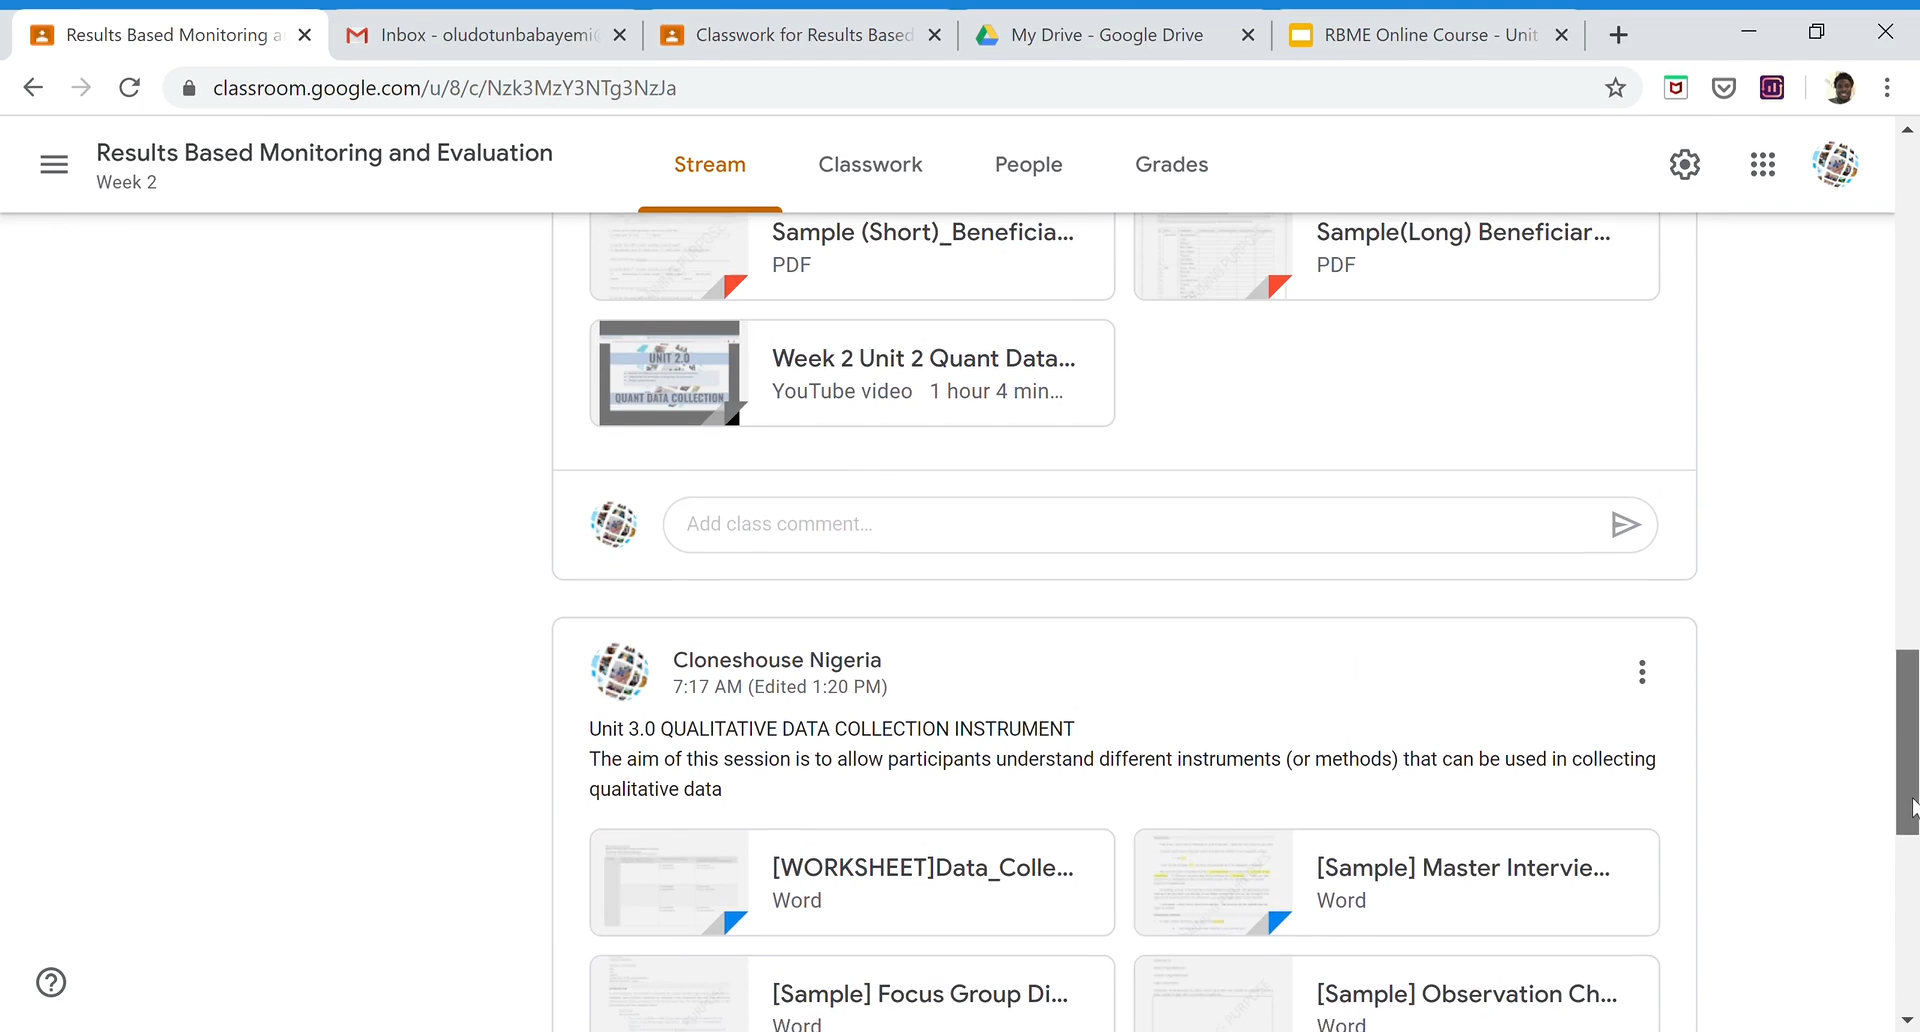 Results Based Monitoring a
Inbox - oludotunbabayemi@
Classwork for Results Based
My Drive - Google Drive
RBME Online Course - Unit
classroom.google.com/u/8/c/Nzk3MzY3NTg3NzJa
Results Based Monitoring and Evaluation
Week 2
Stream
Classwork
People
Grades
Sample (Short)_Beneficia...
PDF
Sample(Long) Beneficiar...
PDF
UNIT 2.0
QUANT DATA COLLECTION
Week 2 Unit 2 Quant Data...
YouTube video 1 hour 4 min...
Add class comment...
Cloneshouse Nigeria
7:17 AM (Edited 1:20 PM)
Unit 3.0 QUALITATIVE DATA COLLECTION INSTRUMENT
The aim of this session is to allow participants understand different instruments (or methods) that can be used in collecting
qualitative data
[WORKSHEET]Data_Colle...
Word
[Sample] Master Intervie...
Word
[Sample] Focus Group Di...
Word
[Sample] Observation Ch...
Word